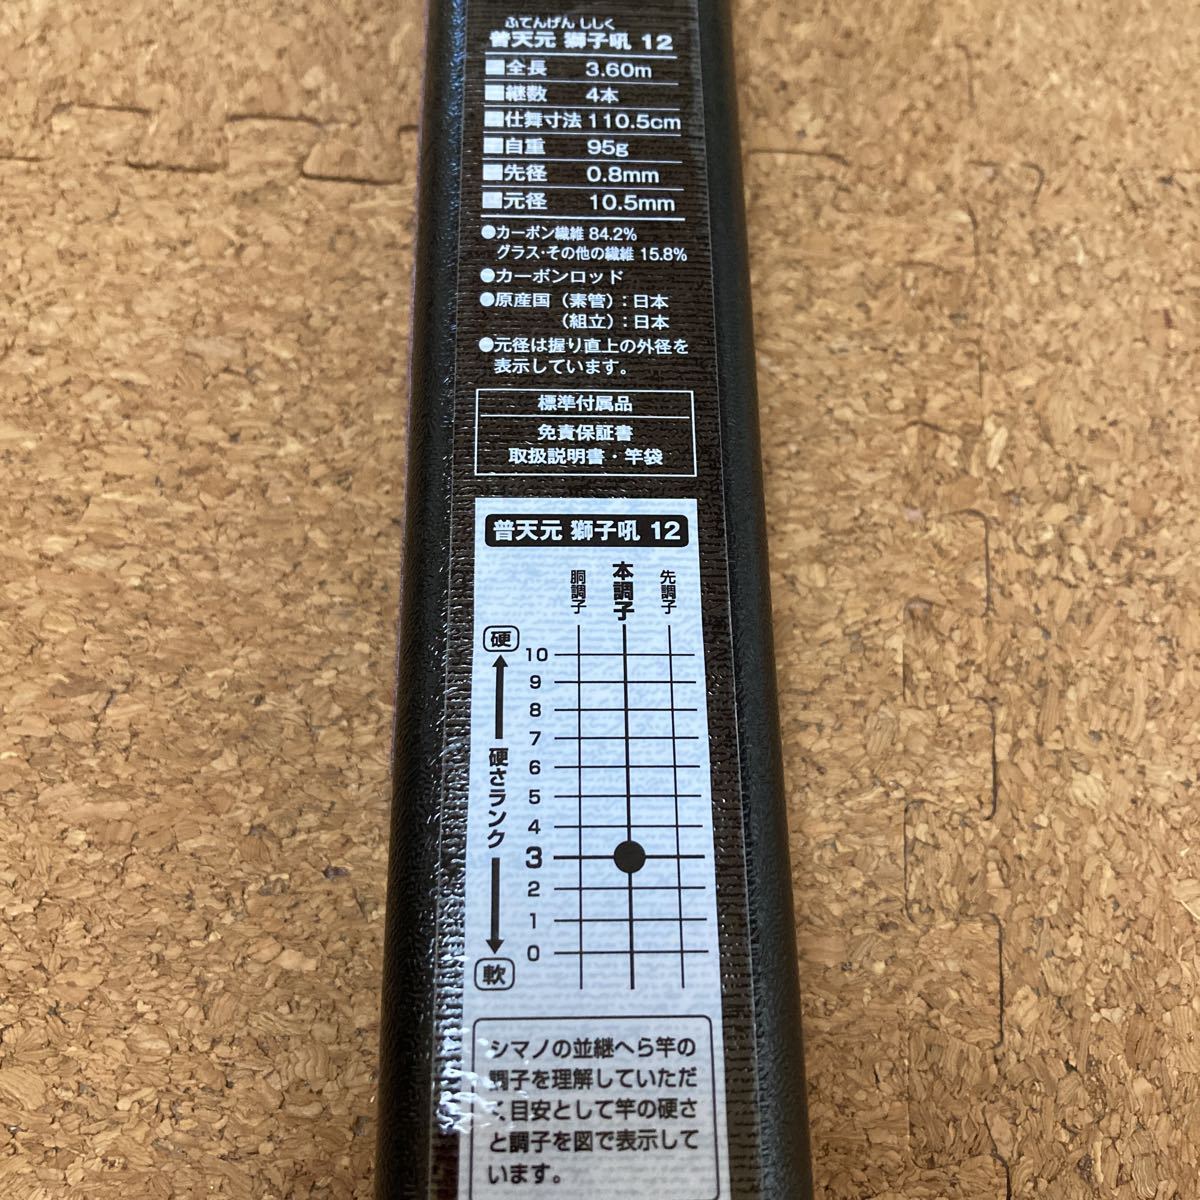 ふてんげん ししく
普天元 獅子吼 12
■全長 3.60m
■継数 4本
■仕舞寸法 110.5cm
■自重 95g
■先径 0.8mm
■元径 10.5mm
●カーボン繊維 84.2%
グラス・その他の繊維 15.8%
●カーボンロッド
●原産国（素管）：日本
（組立）：日本
●元径は握り直上の外径を
表示しています。
標準付属品
免責保証書
取扱説明書・竿袋
普天元 獅子吼 12
胴調子 本調子 先調子
硬
10
9
8
7
6
5
4
3
2
1
0
硬さランク
軟
シマノの並継へら竿の
調子を理解していただ
く、目安として竿の硬さ
と調子を図で表示して
います。